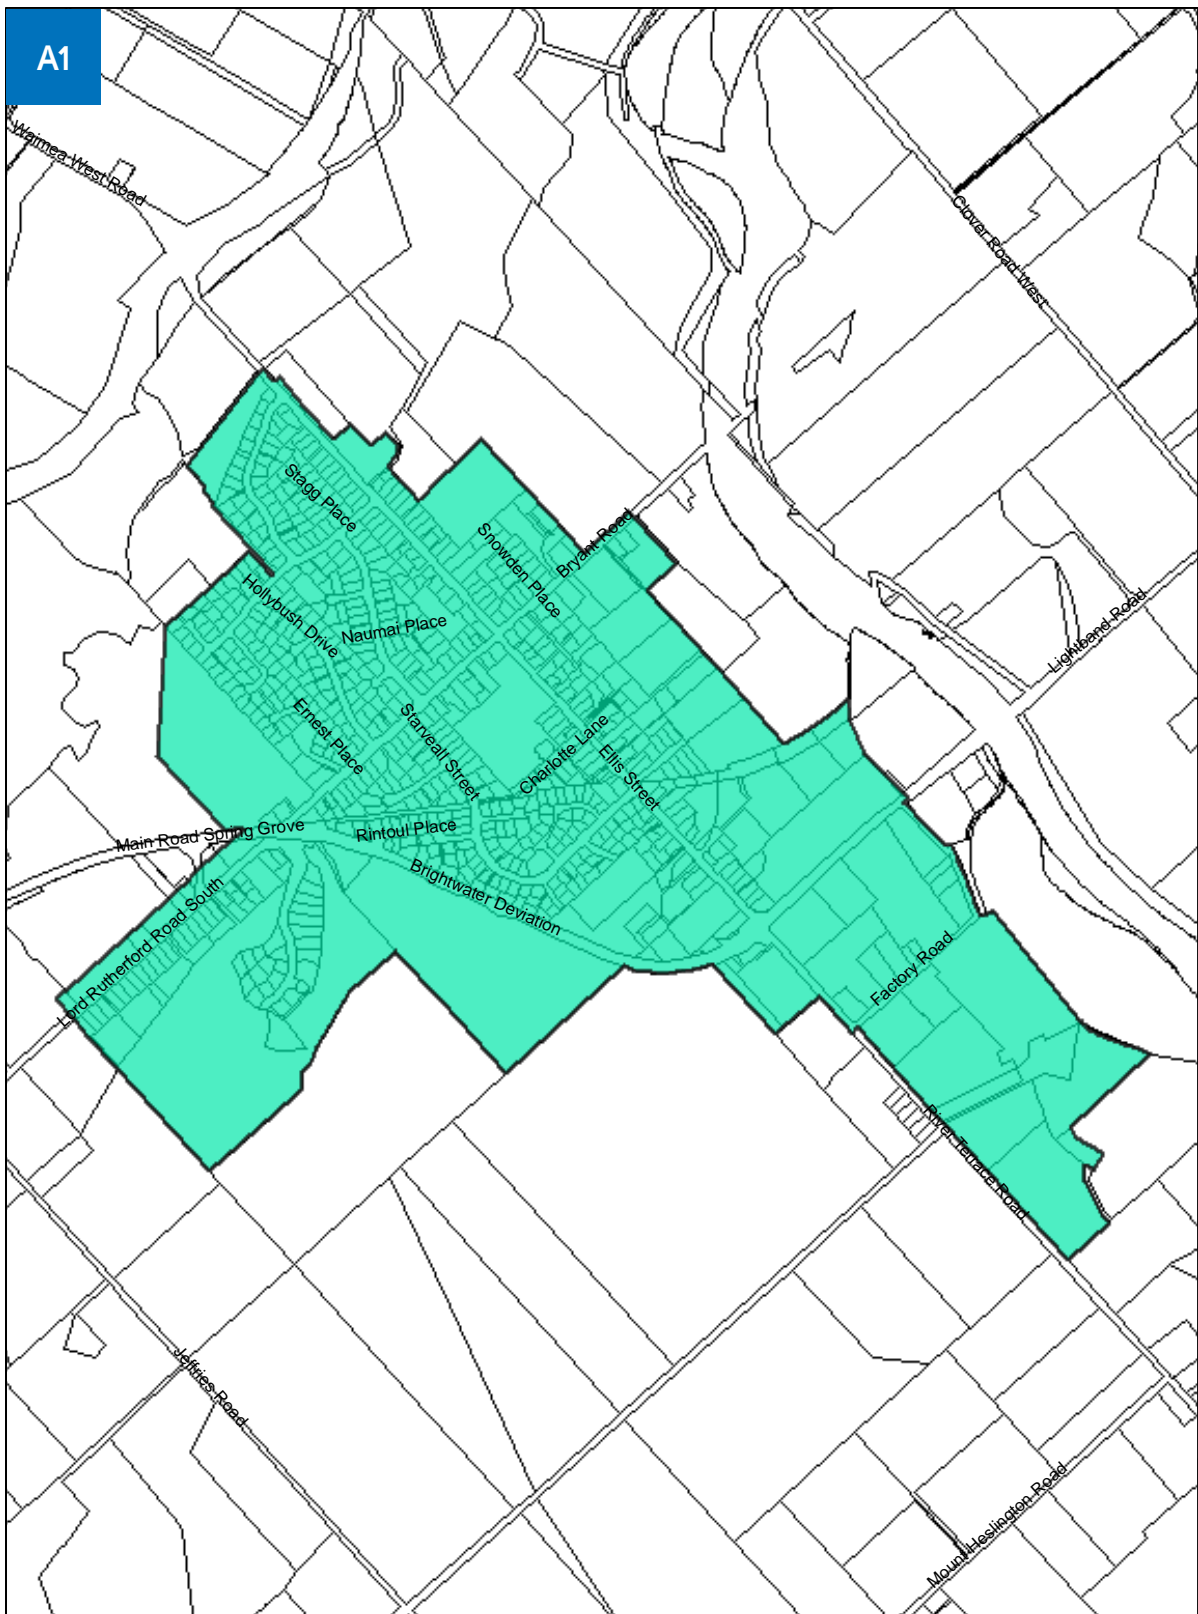 A1
Waimea West Road
Clover Road West
Stagg Place
Snowden Place
Bryant Road
Hollybush Drive
Naumai Place
Lightband Road
Ernest Place
Starveall Street
Charlotte Lane
Ellis Street
Main Road Spring Grove
Rintoul Place
Brightwater Deviation
Lord Rutherford Road South
Factory Road
River Terrace Road
Jeffries Road
Mount Heslington Road